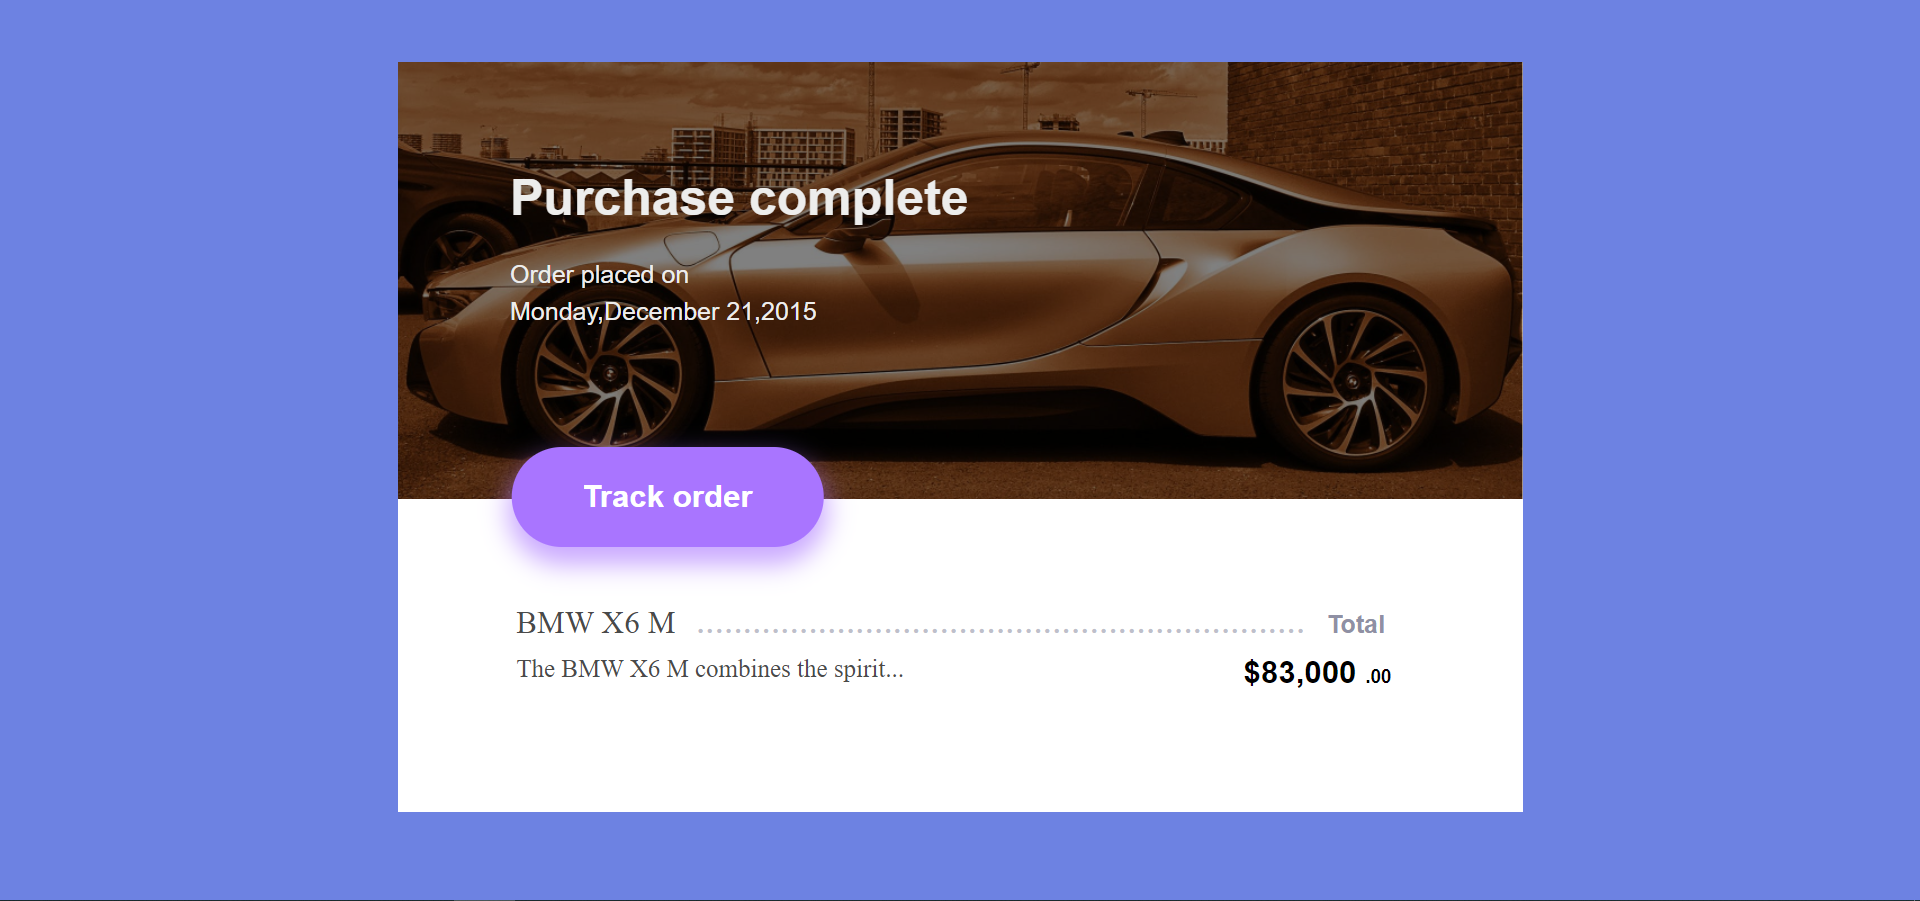 Purchase complete
Order placed on
Monday,December 21,2015
Track order
BMW X6 M ................................................................. Total
The BMW X6 M combines the spirit... $83,000 .00